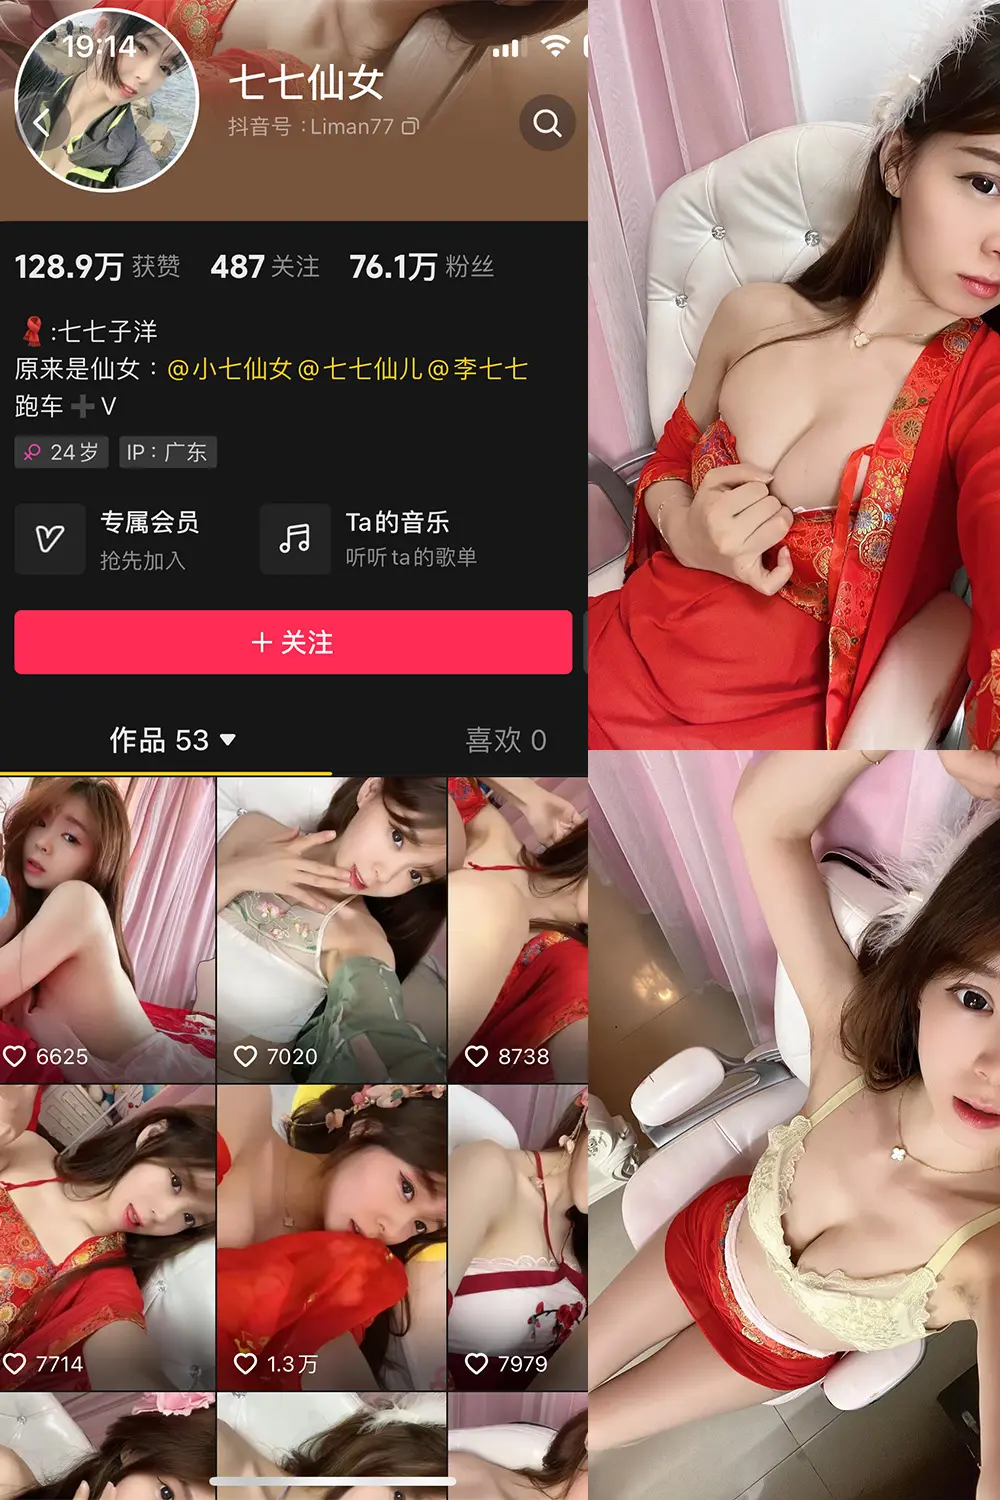 19:14
七七仙女
抖音号：Liman77
128.9万 获赞 487 关注 76.1万 粉丝
:七七子洋
原来是仙女：@小七仙女@七七仙儿@李七七
跑车➕V
24岁 IP：广东
专属会员 Ta的音乐
抢先加入 听听ta的歌单
＋关注
作品 53 喜欢 0
6625 7020 8738
7714 1.3万 7979